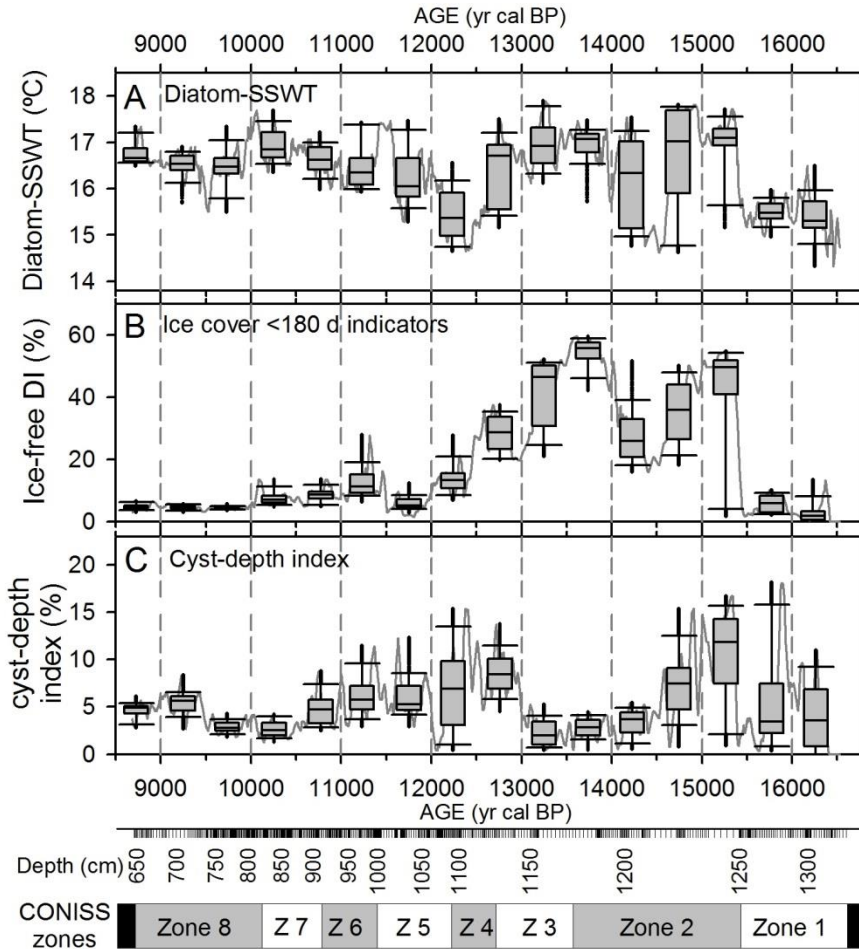 AGE (yr cal BP)
9000 10000 11000 12000 13000 14000 15000 16000
A Diatom-SSWT
Diatom-SSWT (ºC)
18
17
16
15
14
B Ice cover <180 d indicators
Ice-free DI (%)
60
40
20
0
C Cyst-depth index
cyst-depth
index (%)
20
15
10
5
0
9000 10000 11000 12000 13000 14000 15000 16000
AGE (yr cal BP)
Depth (cm) 650 700 750 800 850 900 950 1000 1050 1100 1150 1200 1250 1300
CONISS
zones
Zone 8 Z 7 Z 6 Z 5 Z 4 Z 3 Zone 2 Zone 1